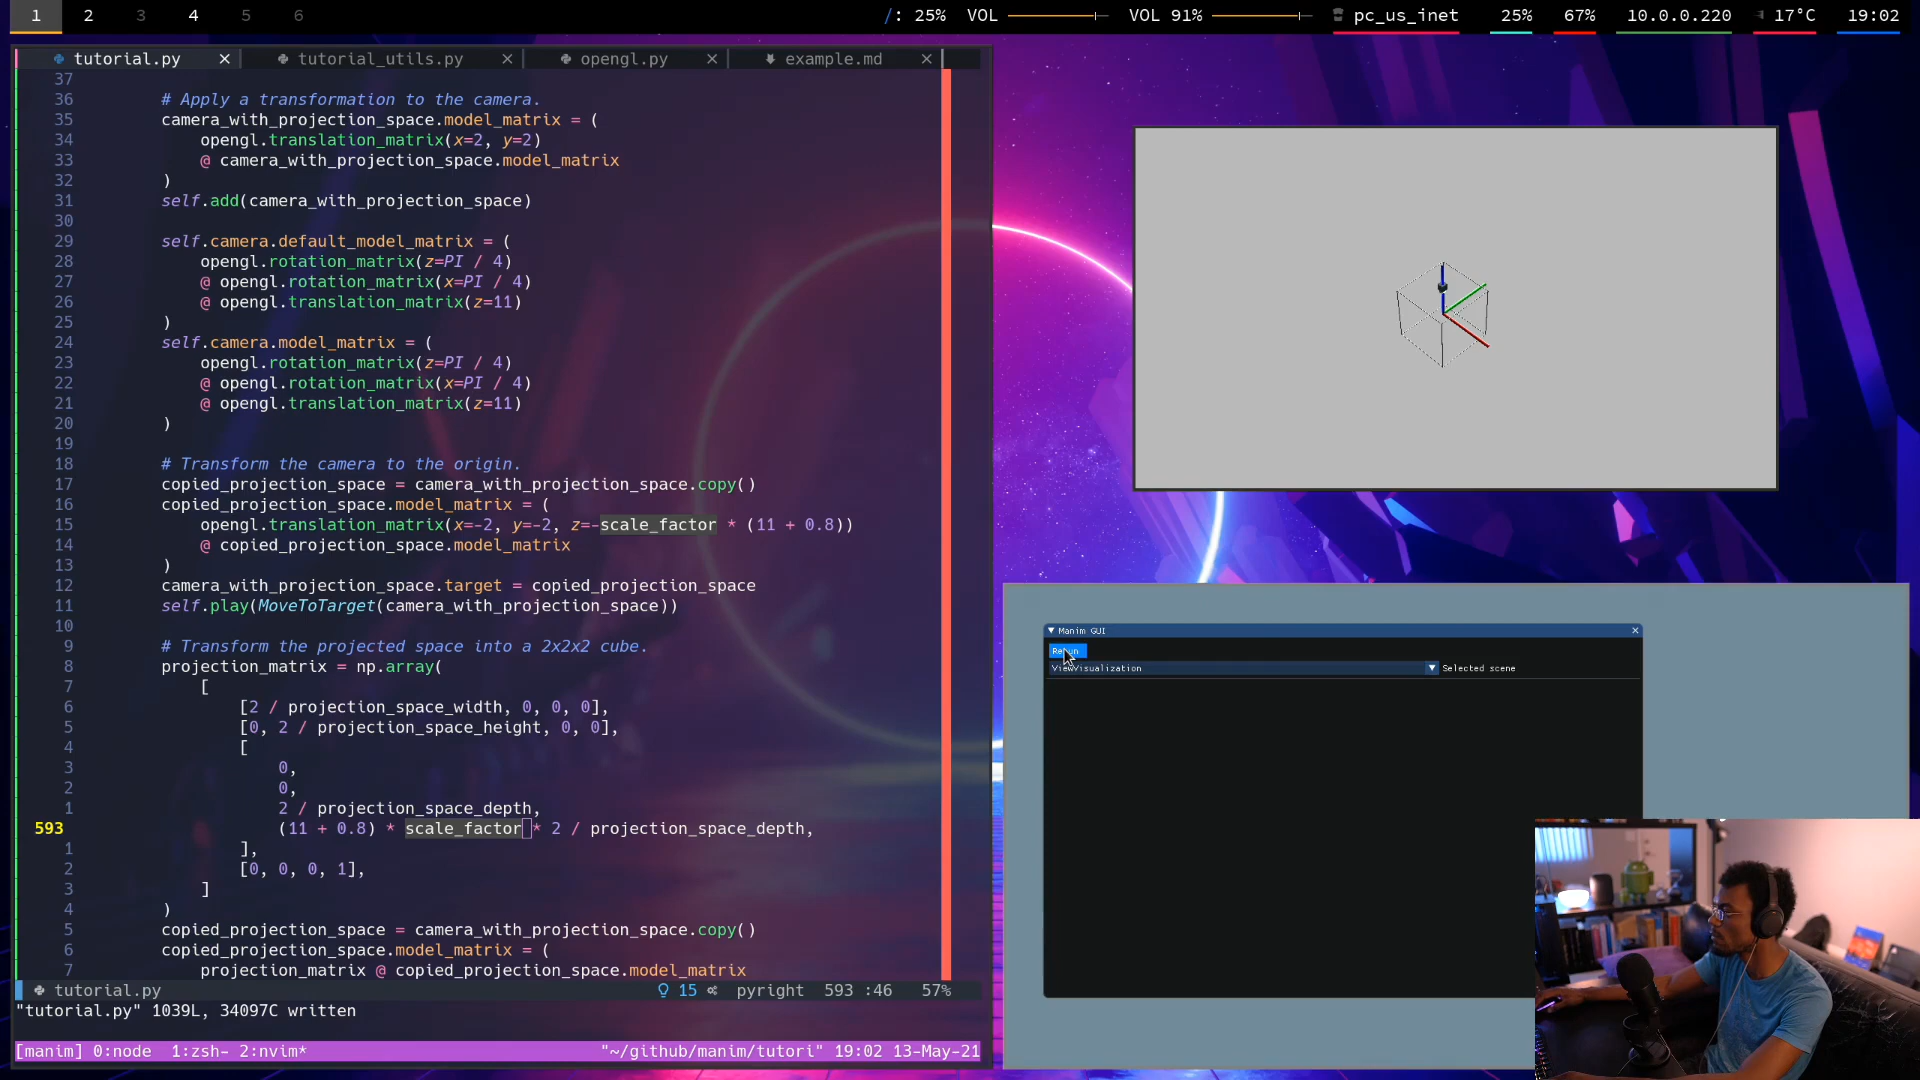 1 2 3 4 5 6
/: 25% VOL VOL 91% pc_us_inet 25% 67% 10.0.0.220 17°C 19:02
tutorial.py tutorial_utils.py opengl.py example.md
37
36 # Apply a transformation to the camera.
35 camera_with_projection_space.model_matrix = (
34 opengl.translation_matrix(x=2, y=2)
33 @ camera_with_projection_space.model_matrix
32 )
31 self.add(camera_with_projection_space)
30
29 self.camera.default_model_matrix = (
28 opengl.rotation_matrix(z=PI / 4)
27 @ opengl.rotation_matrix(x=PI / 4)
26 @ opengl.translation_matrix(z=11)
25 )
24 self.camera.model_matrix = (
23 opengl.rotation_matrix(z=PI / 4)
22 @ opengl.rotation_matrix(x=PI / 4)
21 @ opengl.translation_matrix(z=11)
20 )
19
18 # Transform the camera to the origin.
17 copied_projection_space = camera_with_projection_space.copy()
16 copied_projection_space.model_matrix = (
15 opengl.translation_matrix(x=-2, y=-2, z=-scale_factor * (11 + 0.8))
14 @ copied_projection_space.model_matrix
13 )
12 camera_with_projection_space.target = copied_projection_space
11 self.play(MoveToTarget(camera_with_projection_space))
10
9 # Transform the projected space into a 2x2x2 cube.
8 projection_matrix = np.array(
7 [
6 [2 / projection_space_width, 0, 0, 0],
5 [0, 2 / projection_space_height, 0, 0],
4 [
3 0,
2 0,
1 2 / projection_space_depth,
593 (11 + 0.8) * scale_factor * 2 / projection_space_depth,
1 ],
2 [0, 0, 0, 1],
3 ]
4 )
5 copied_projection_space = camera_with_projection_space.copy()
6 copied_projection_space.model_matrix = (
7 projection_matrix @ copied_projection_space.model_matrix
tutorial.py 15 pyright 593 :46 57%
"tutorial.py" 1039L, 34097C written
[manim] 0:node 1:zsh- 2:nvim* "~/github/manim/tutori" 19:02 13-May-21
Manim GUI
Rerun
ViewVisualization Selected scene